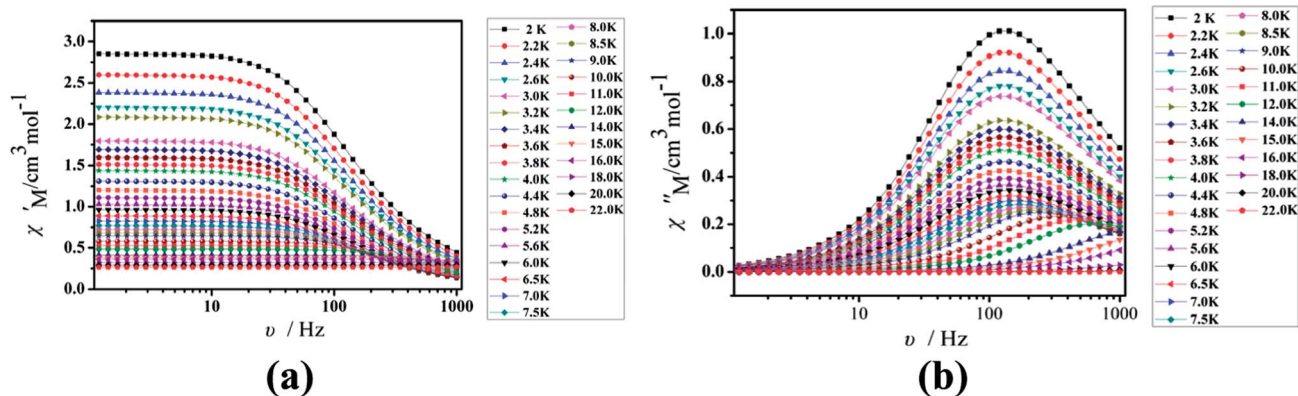 3.0
2.5
2.0
1.5
1.0
0.5
0.0
χ 'M/cm3mol-1
10
100
1000
υ / Hz
2 K
2.2K
2.4K
2.6K
3.0K
3.2K
3.4K
3.6K
3.8K
4.0K
4.4K
4.8K
5.2K
5.6K
6.0K
6.5K
7.0K
7.5K
8.0K
8.5K
9.0K
10.0K
11.0K
12.0K
14.0K
15.0K
16.0K
18.0K
20.0K
22.0K
(a)
1.0
0.8
0.6
0.4
0.2
0.0
χ ''M/cm3mol-1
10
100
1000
υ / Hz
2 K
2.2K
2.4K
2.6K
3.0K
3.2K
3.4K
3.6K
3.8K
4.0K
4.4K
4.8K
5.2K
5.6K
6.0K
6.5K
7.0K
7.5K
8.0K
8.5K
9.0K
10.0K
11.0K
12.0K
14.0K
15.0K
16.0K
18.0K
20.0K
22.0K
(b)